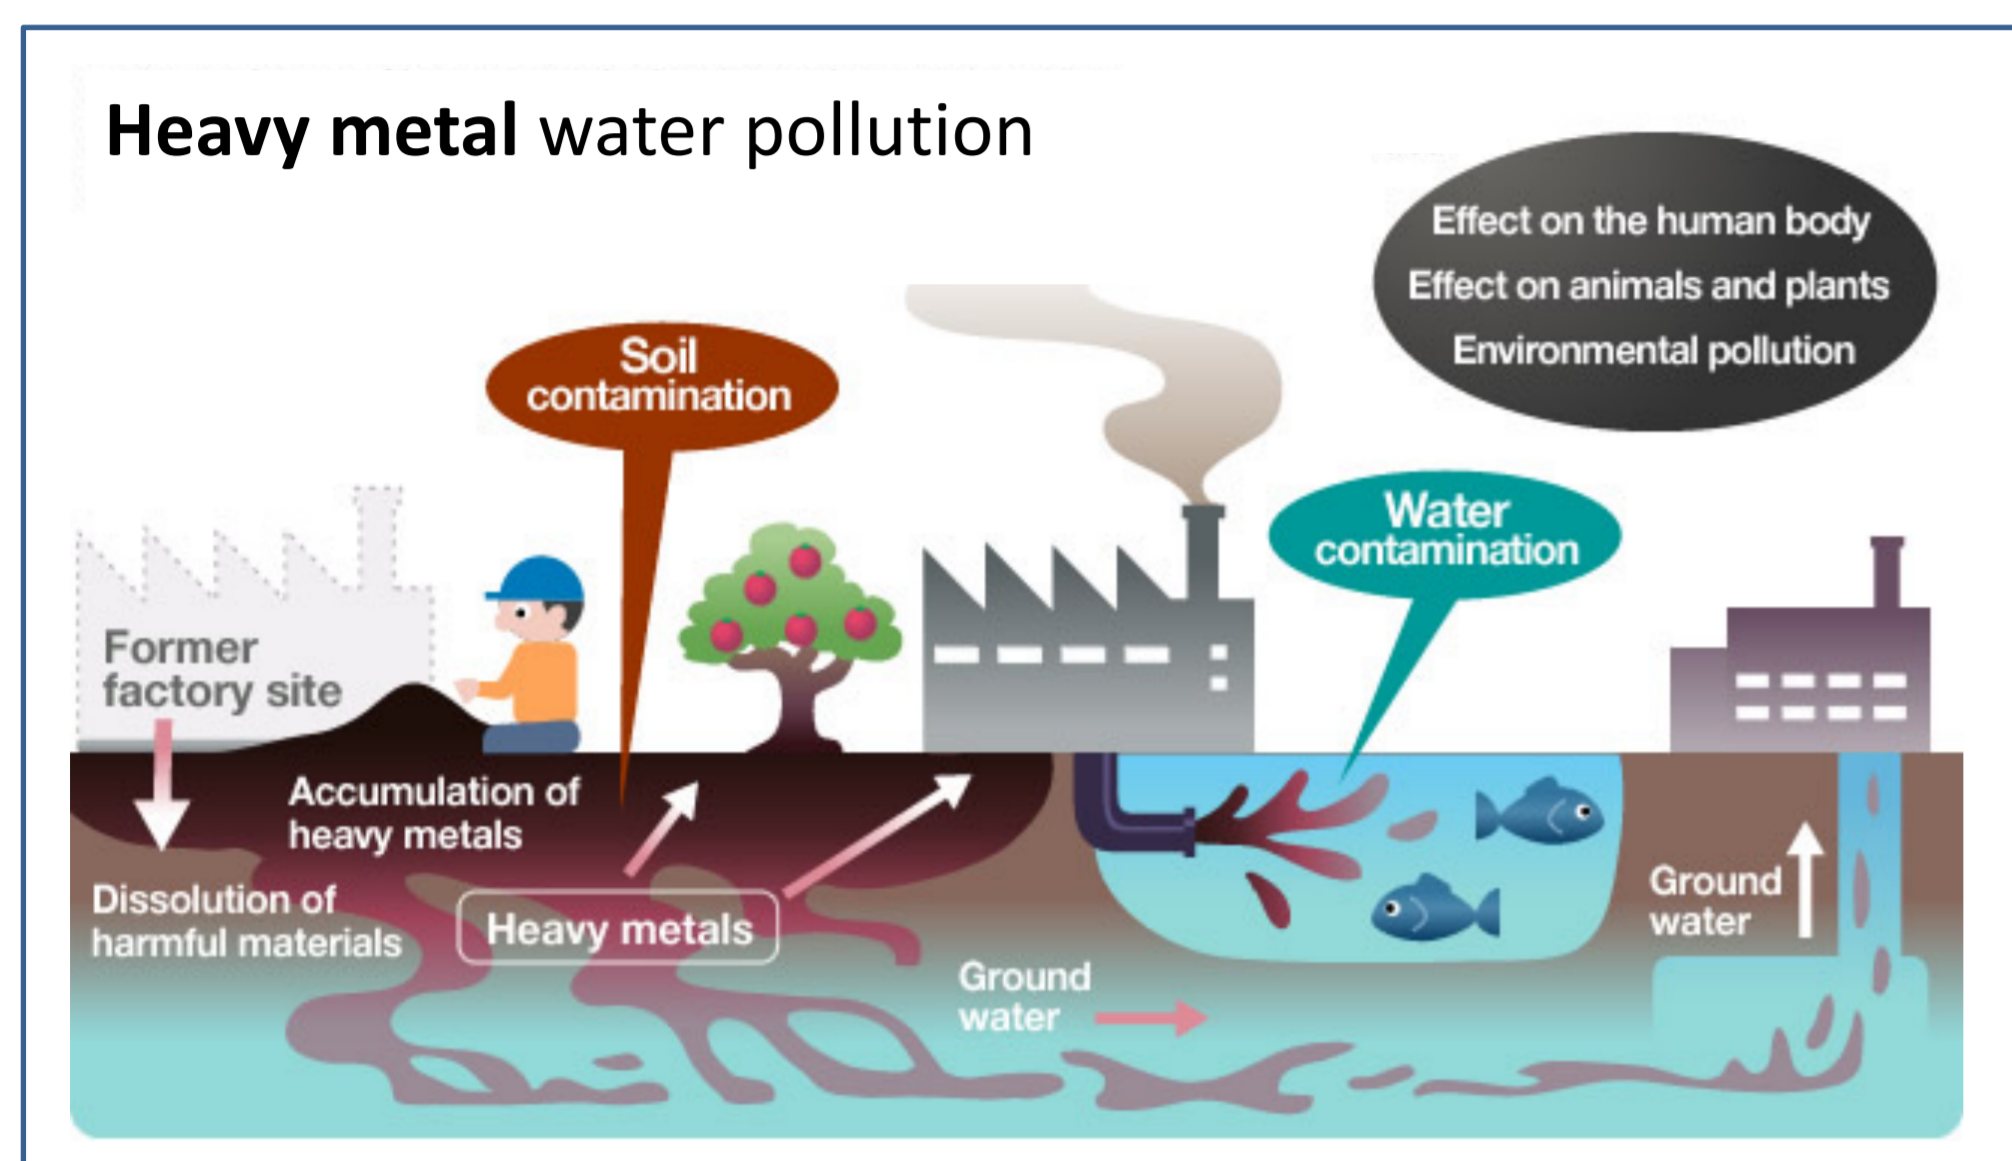 Heavy metal water pollution
Effect on the human body
Effect on animals and plants
Environmental pollution
Soil
contamination
Water
contamination
Former
factory site
Accumulation of
heavy metals
Dissolution of
harmful materials
Heavy metals
Ground
water
Ground
water